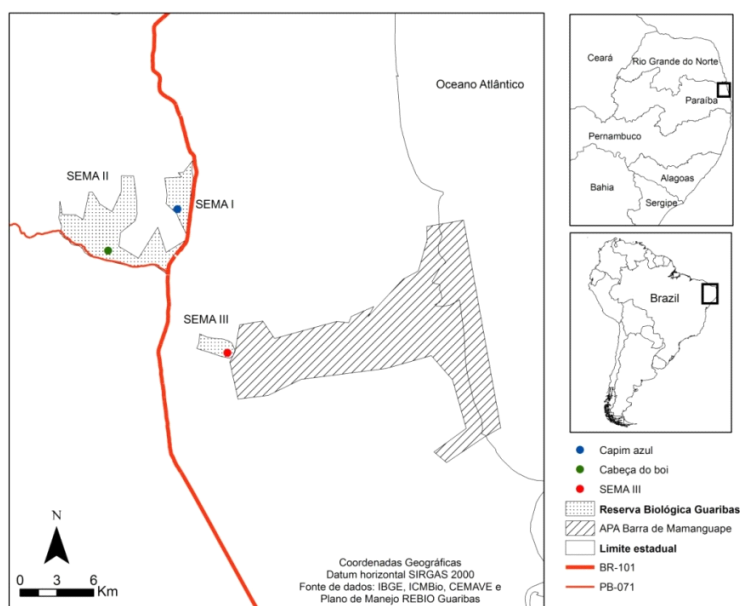 Oceano Atlântico
SEMA II
SEMA I
SEMA III
N
0 3 6 Km
Coordenadas Geográficas
Datum horizontal SIRGAS 2000
Fonte de dados: IBGE, ICMBio, CEMAVE e
Plano de Manejo REBIO Guaribas
Ceará
Rio Grande do Norte
Paraíba
Pernambuco
Alagoas
Bahia
Sergipe
Brazil
Capim azul
Cabeça do boi
SEMA III
Reserva Biológica Guaribas
APA Barra de Mamanguape
Limite estadual
BR-101
PB-071